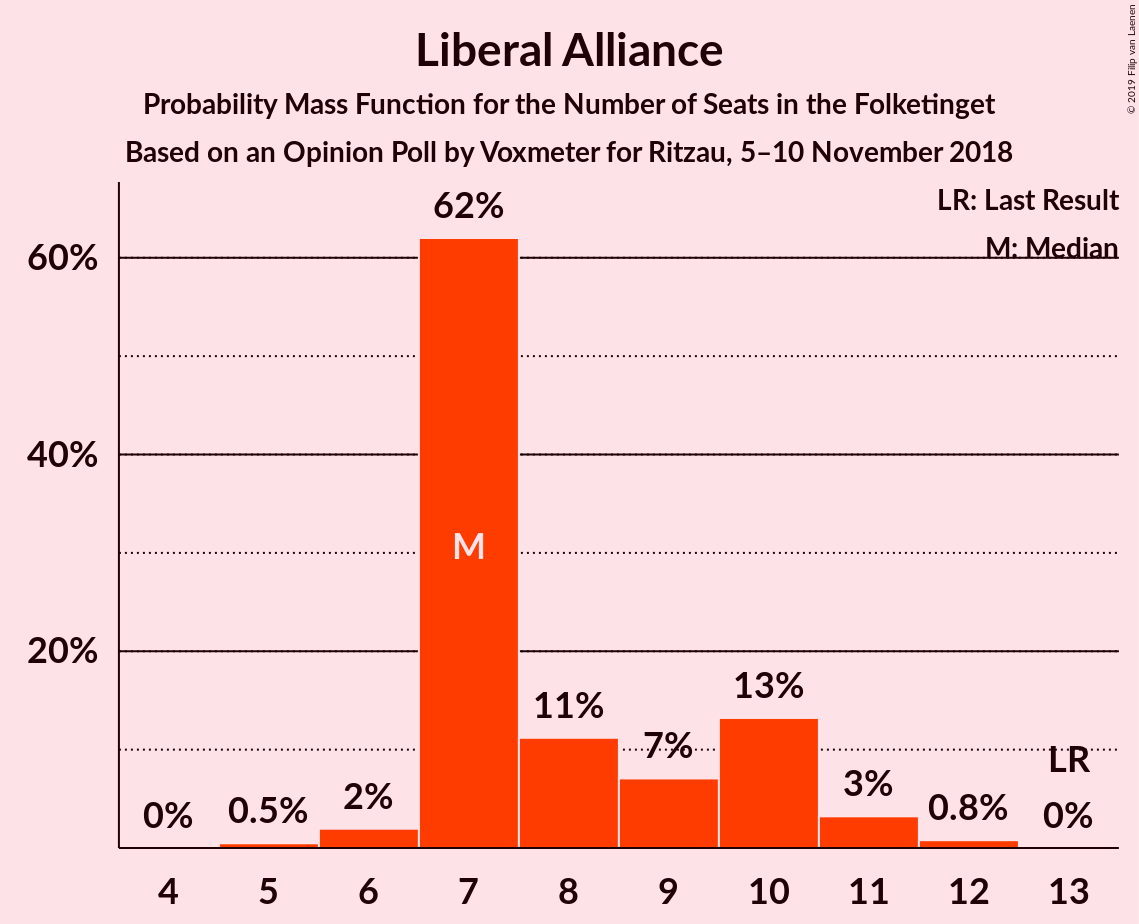 Liberal Alliance
Probability Mass Function for the Number of Seats in the Folketinget
Based on an Opinion Poll by Voxmeter for Ritzau, 5–10 November 2018
© 2019 Filip van Laenen
LR: Last Result
M: Median
62%
60%
40%
20%
M
0%
0.5%
2%
11%
7%
13%
3%
0.8%
LR
0%
4 5 6 7 8 9 10 11 12 13